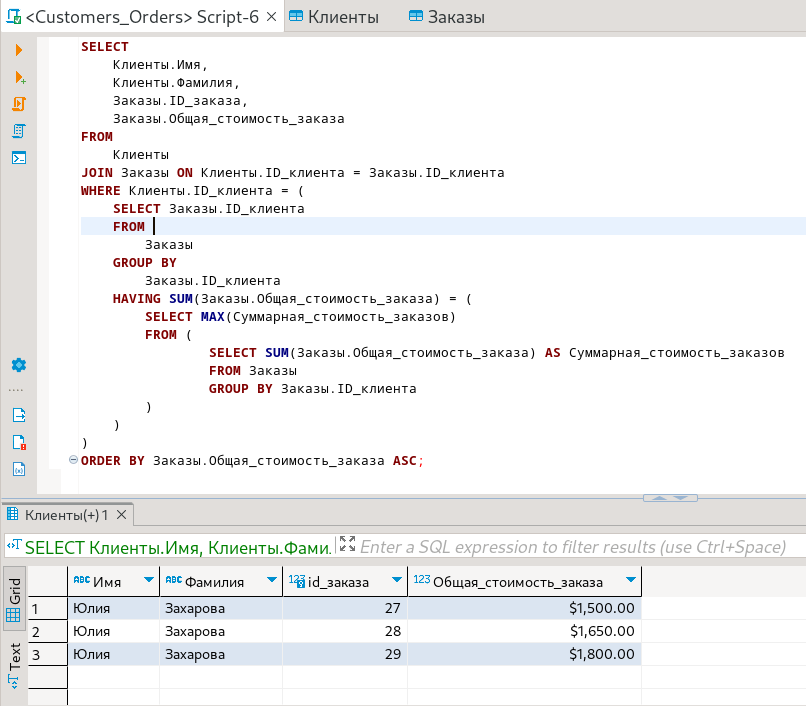 <Customers_Orders> Script-6 Клиенты Заказы
SELECT
Клиенты.Имя,
Клиенты.Фамилия,
Заказы.ID_заказа,
Заказы.Общая_стоимость_заказа
FROM
Клиенты
JOIN Заказы ON Клиенты.ID_клиента = Заказы.ID_клиента
WHERE Клиенты.ID_клиента = (
SELECT Заказы.ID_клиента
FROM
Заказы
GROUP BY
Заказы.ID_клиента
HAVING SUM(Заказы.Общая_стоимость_заказа) = (
SELECT MAX(Суммарная_стоимость_заказов)
FROM (
SELECT SUM(Заказы.Общая_стоимость_заказа) AS Суммарная_стоимость_заказов
FROM Заказы
GROUP BY Заказы.ID_клиента
)
)
)
ORDER BY Заказы.Общая_стоимость_заказа ASC;
Клиенты(+) 1
SELECT Клиенты.Имя, Клиенты.Фами. Enter a SQL expression to filter results (use Ctrl+Space)
Grid
Text
ABC Имя ABC Фамилия 123 id_заказа 123 Общая_стоимость_заказа
1 Юлия Захарова 27 $1,500.00
2 Юлия Захарова 28 $1,650.00
3 Юлия Захарова 29 $1,800.00